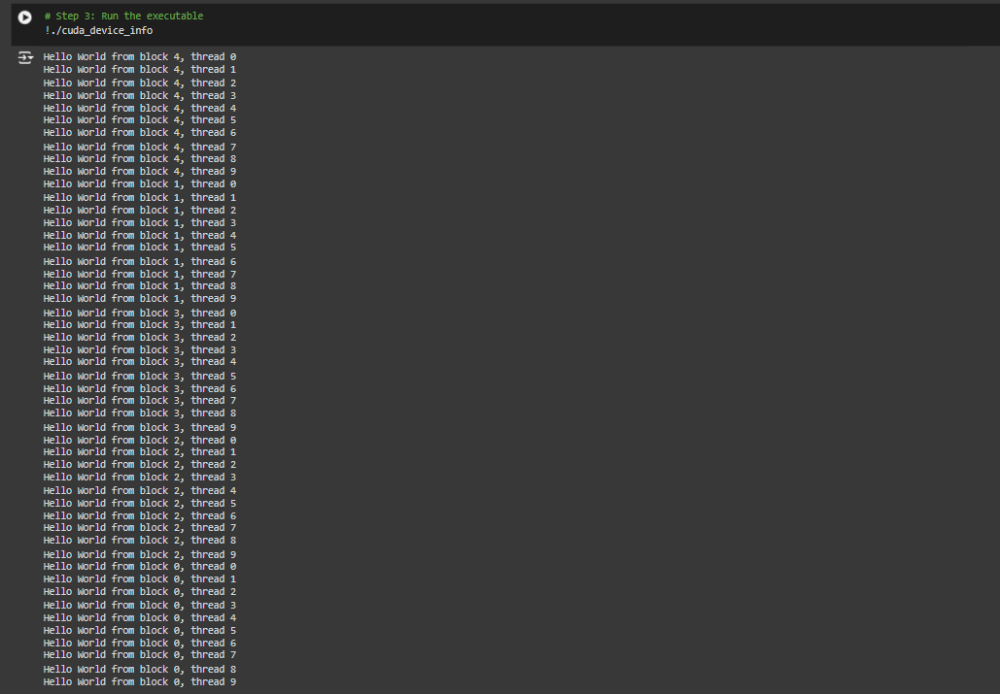 # Step 3: Run the executable
!./cuda_device_info
Hello World from block 4, thread 0
Hello World from block 4, thread 1
Hello World from block 4, thread 2
Hello World from block 4, thread 3
Hello World from block 4, thread 4
Hello World from block 4, thread 5
Hello World from block 4, thread 6
Hello World from block 4, thread 7
Hello World from block 4, thread 8
Hello World from block 4, thread 9
Hello World from block 1, thread 0
Hello World from block 1, thread 1
Hello World from block 1, thread 2
Hello World from block 1, thread 3
Hello World from block 1, thread 4
Hello World from block 1, thread 5
Hello World from block 1, thread 6
Hello World from block 1, thread 7
Hello World from block 1, thread 8
Hello World from block 1, thread 9
Hello World from block 3, thread 0
Hello World from block 3, thread 1
Hello World from block 3, thread 2
Hello World from block 3, thread 3
Hello World from block 3, thread 4
Hello World from block 3, thread 5
Hello World from block 3, thread 6
Hello World from block 3, thread 7
Hello World from block 3, thread 8
Hello World from block 3, thread 9
Hello World from block 2, thread 0
Hello World from block 2, thread 1
Hello World from block 2, thread 2
Hello World from block 2, thread 3
Hello World from block 2, thread 4
Hello World from block 2, thread 5
Hello World from block 2, thread 6
Hello World from block 2, thread 7
Hello World from block 2, thread 8
Hello World from block 2, thread 9
Hello World from block 0, thread 0
Hello World from block 0, thread 1
Hello World from block 0, thread 2
Hello World from block 0, thread 3
Hello World from block 0, thread 4
Hello World from block 0, thread 5
Hello World from block 0, thread 6
Hello World from block 0, thread 7
Hello World from block 0, thread 8
Hello World from block 0, thread 9